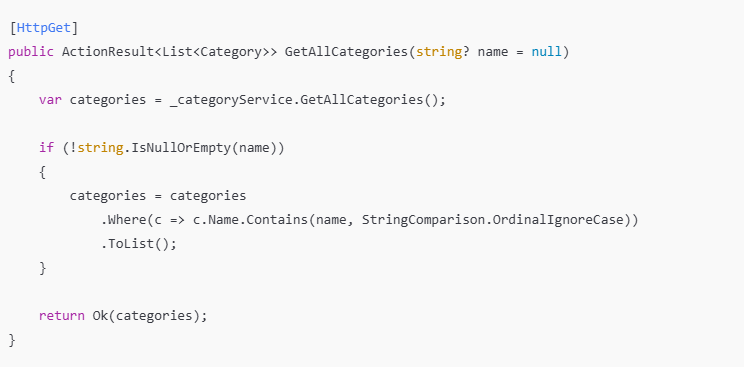 [HttpGet]
public ActionResult<List<Category>> GetAllCategories(string? name = null)
{
    var categories = _categoryService.GetAllCategories();

    if (!string.IsNullOrEmpty(name))
    {
        categories = categories
            .Where(c => c.Name.Contains(name, StringComparison.OrdinalIgnoreCase))
            .ToList();
    }

    return Ok(categories);
}